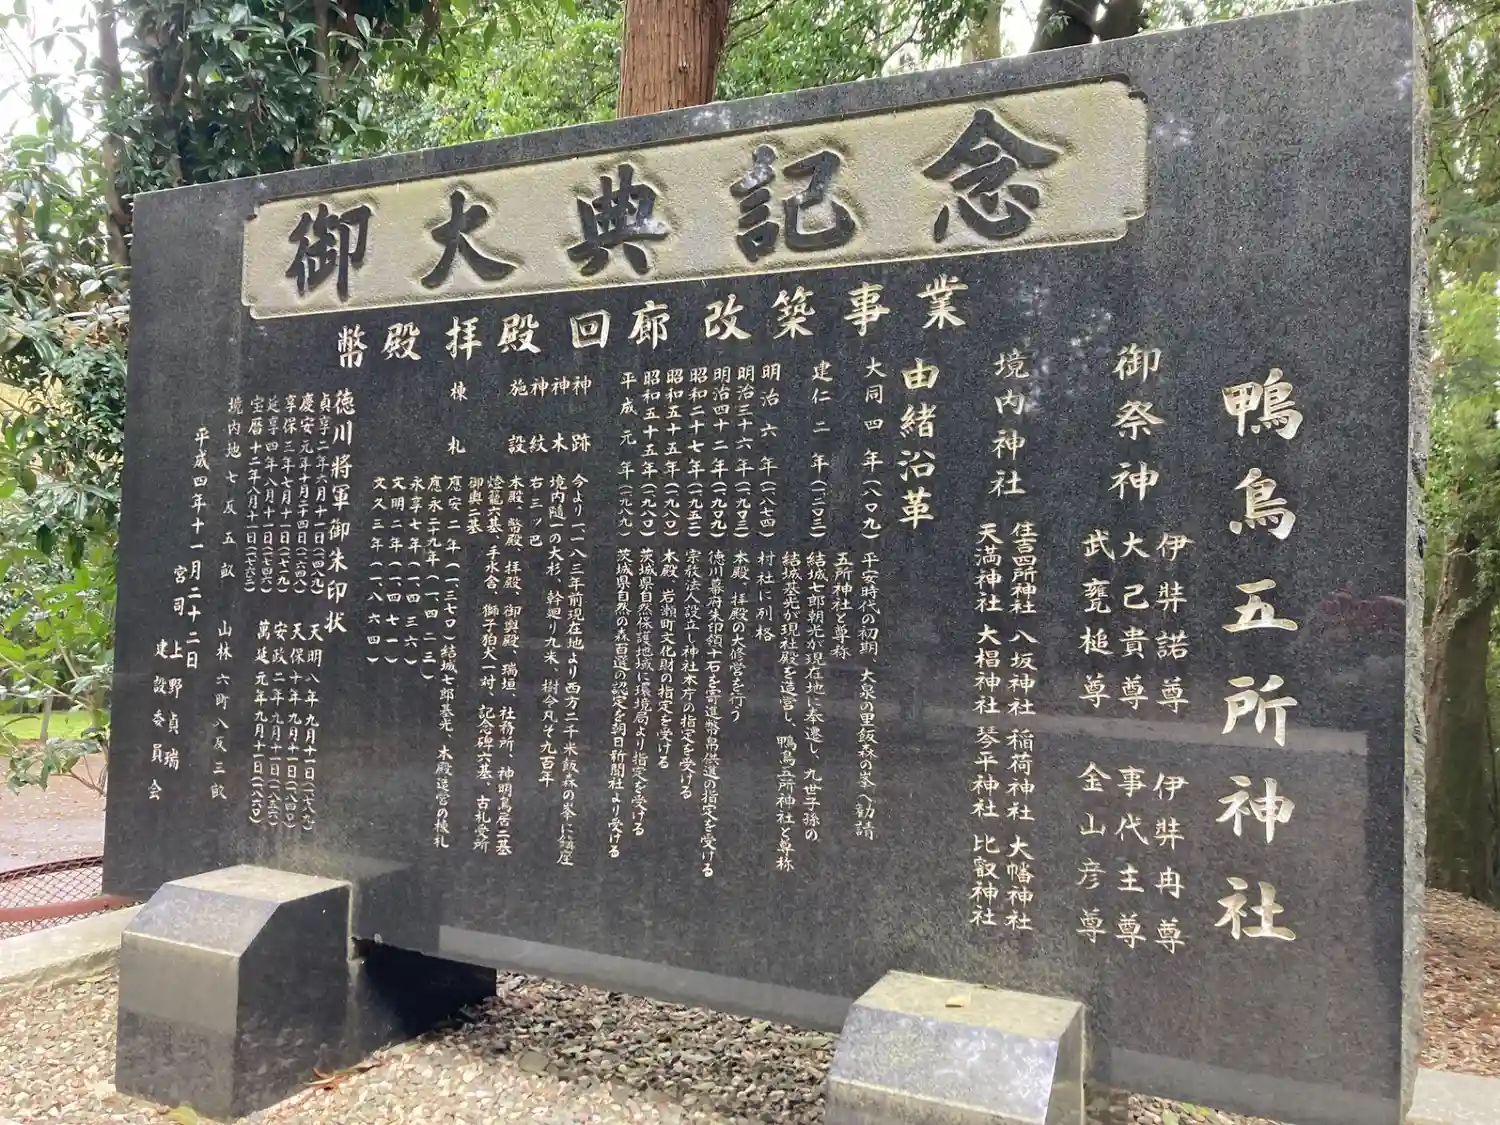 御大典記念
幣殿拝殿回廊改築事業
鴨鳥五所神社
御祭神
伊弉諾尊 伊弉冉尊
大己貴尊 事代主尊
武甕槌尊 金山彦尊
境内神社
住吉四所神社 八坂神社 稲荷神社 大幡神社
天満神社 大杉神社 琴平神社 比叡神社
由緒沿革
大同四年(八〇九) 平安時代の初期、大泉の里飯森の峯へ勧請
五所神社と尊称
建仁二年(一二〇三) 結城七郎朝光が現在地に奉遷し、九世子孫の
結城基光が現社殿を造営し、鴨鳥五所神社と尊称
明治六年(一八七四) 村社に列格
明治三十六年(一九〇三) 本殿、拝殿の大修営を行う
明治四十二年(一九〇九) 徳川幕府朱印領十石を寄進幣帛供進の指定を受ける
昭和二十七年(一九五二) 宗教法人設立し神社本庁の指定を受ける
昭和五十五年(一九八〇) 本殿、岩瀬町文化財の指定を受ける
昭和五十五年(一九八〇) 茨城県自然保護地域に環境局より指定を受ける
平成元年(一九八九) 茨城県自然の森百選の認定を朝日新聞社より受ける
神跡 今より一、一八三年前現在地より西方二千米飯森の峯に鎮座
神木 境内随一の大杉、幹廻り九米、樹令凡そ九百年
神紋 右三ッ巴
施設 本殿、幣殿、拝殿、御輿殿、瑞垣、社務所、神明鳥居二基
燈籠六基、手水舎、獅子狛犬一対、記念碑六基、古札受所
御輿二基
棟札 應安二年(一、三七〇)結城七郎基光、本殿造営の棟札
應永二十九年(一、四二三)
永享七年(一、四三六)
文明二年(一、四七一)
文久三年(一、八六四)
徳川將軍御朱印状
貞享二年六月十一日 天明八年九月十一日
慶安元年十月二十四日(一六四八) 天保十年九月十一日(一八四〇)
享保三年七月十一日 安政二年九月十一日(一八五六)
延享四年八月十一日 萬延元年九月十日(一八六〇)
宝暦十二年八月十一日
境内地七反五畝 山林六町八反三畝
平成四年十一月二十二日
宮司 上野貞瑞
建設委員会